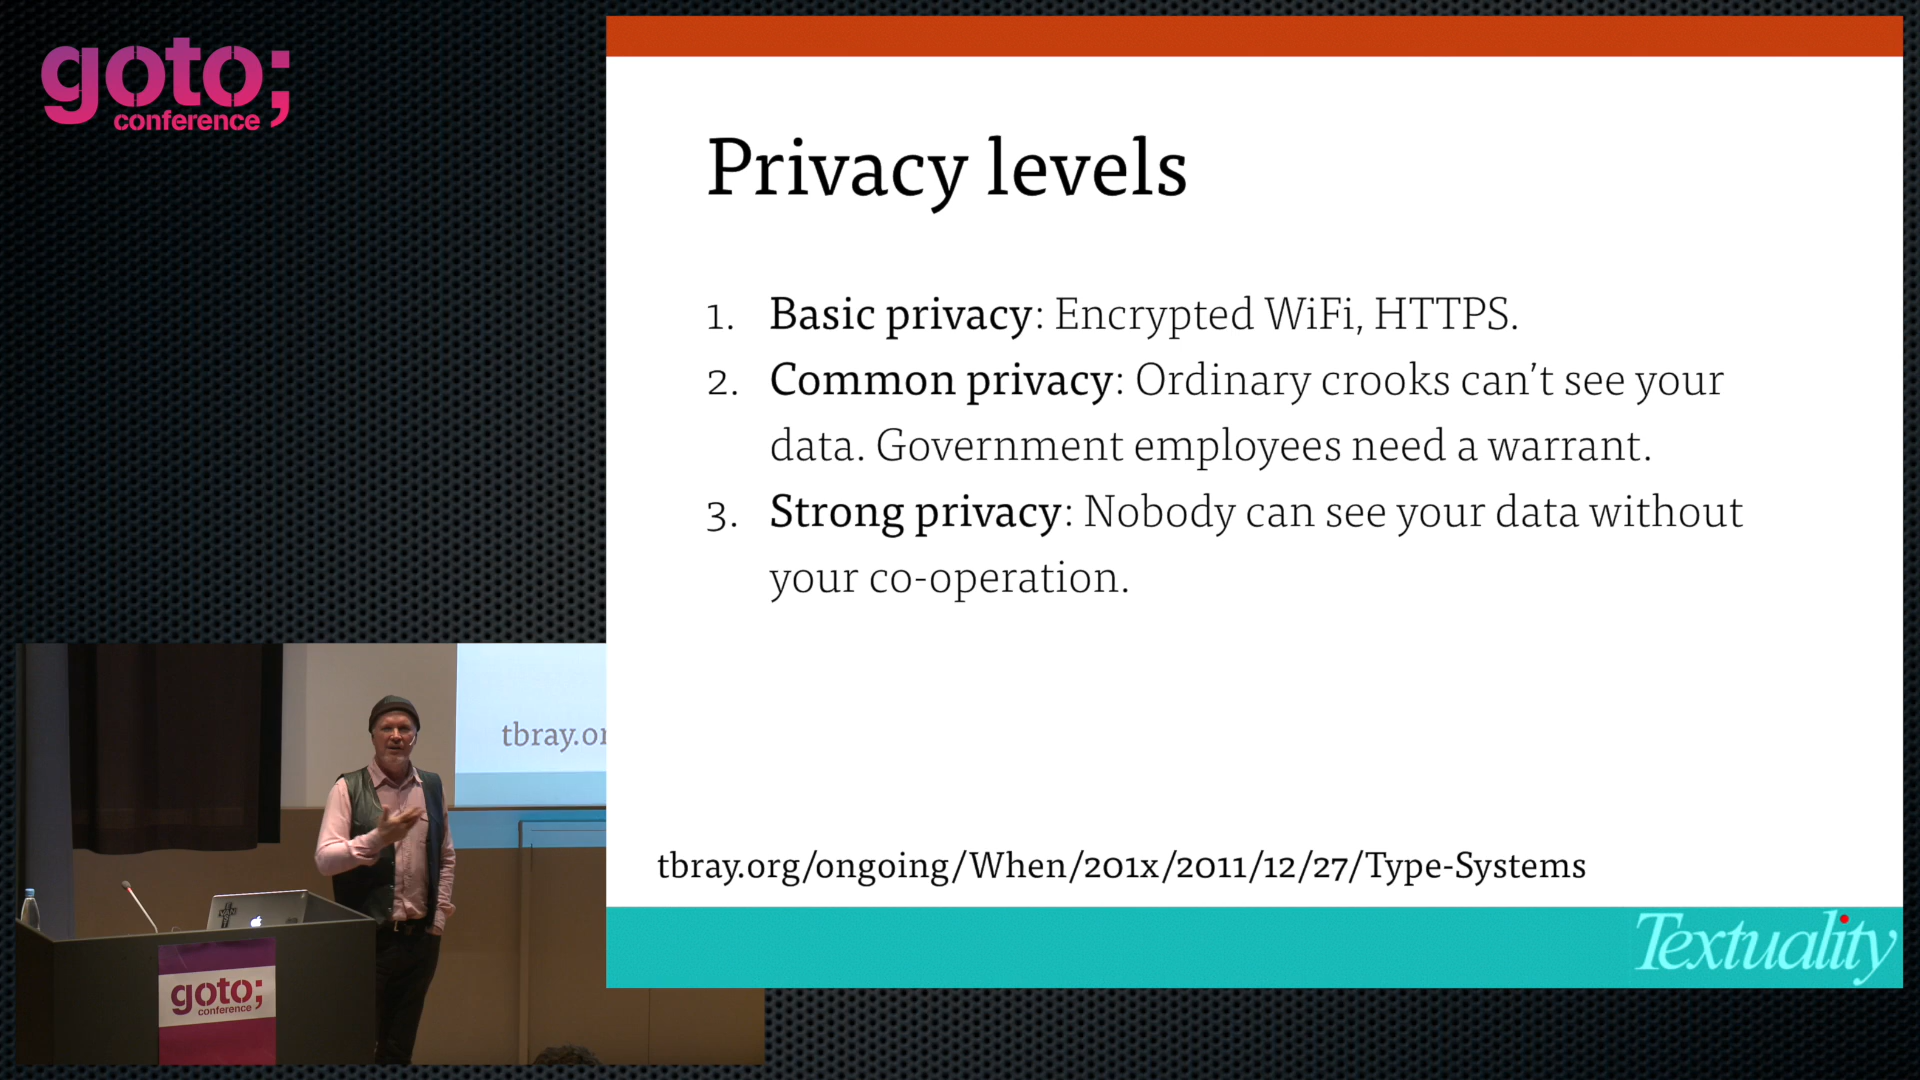 goto;
conference
Privacy levels
1. Basic privacy: Encrypted WiFi, HTTPS.
2. Common privacy: Ordinary crooks can't see your
data. Government employees need a warrant.
3. Strong privacy: Nobody can see your data without
your co-operation.
tbray.org/ongoing/When/201x/2011/12/27/Type-Systems
Textuality
tbray.or
goto;
conference